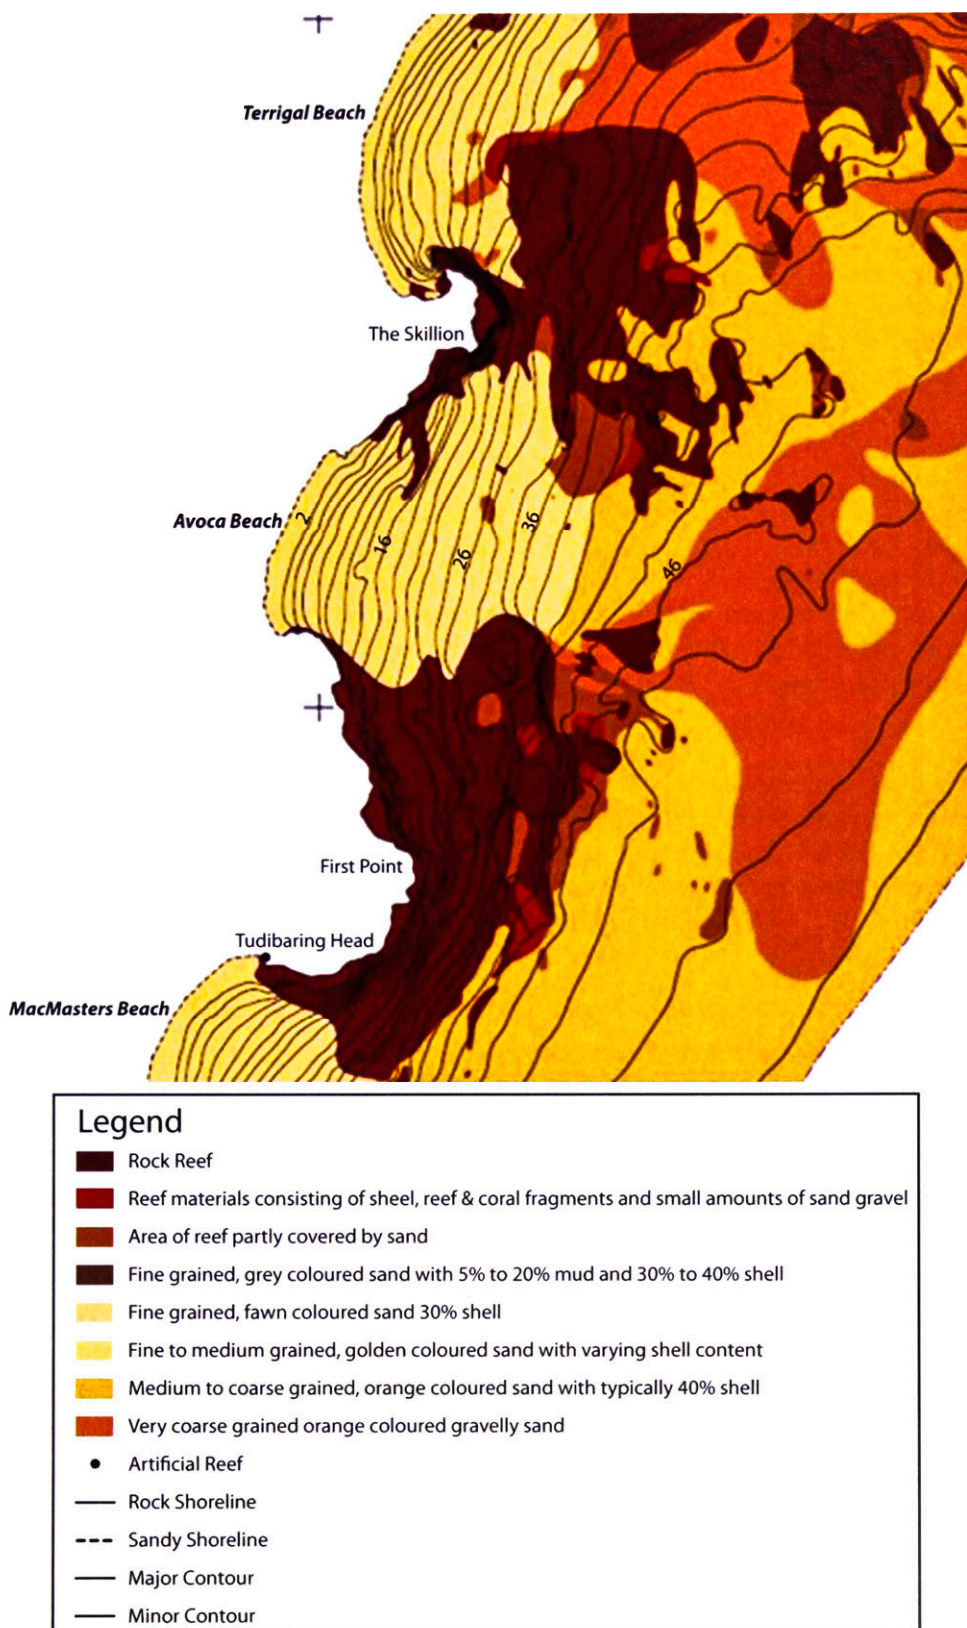 Terrigal Beach
The Skillion
Avoca Beach
2
16
26
36
46
First Point
Tudibaring Head
MacMasters Beach
Legend
Rock Reef
Reef materials consisting of sheel, reef & coral fragments and small amounts of sand gravel
Area of reef partly covered by sand
Fine grained, grey coloured sand with 5% to 20% mud and 30% to 40% shell
Fine grained, fawn coloured sand 30% shell
Fine to medium grained, golden coloured sand with varying shell content
Medium to coarse grained, orange coloured sand with typically 40% shell
Very coarse grained orange coloured gravelly sand
Artificial Reef
Rock Shoreline
Sandy Shoreline
Major Contour
Minor Contour